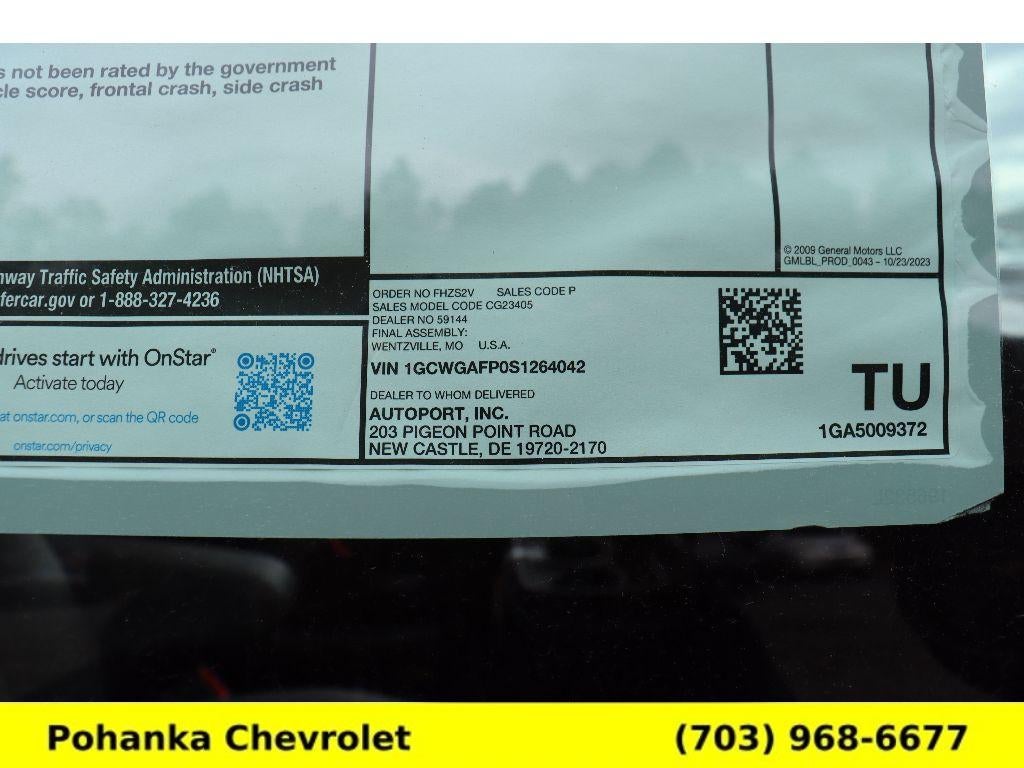 s not been rated by the government
cle score, frontal crash, side crash
© 2009 General Motors LLC
GMLBL_PROD_0043 - 10/23/2023
hway Traffic Safety Administration (NHTSA)
fercar.gov or 1-888-327-4236
ORDER NO FHZS2V SALES CODE P
SALES MODEL CODE CG23405
DEALER NO 59144
FINAL ASSEMBLY:
WENTZVILLE, MO U.S.A.
VIN 1GCWGAFP0S1264042
drives start with OnStar®
Activate today
at onstar.com, or scan the QR code
onstar.com/privacy
DEALER TO WHOM DELIVERED
AUTOPORT, INC.
203 PIGEON POINT ROAD
NEW CASTLE, DE 19720-2170
TU
1GA5009372
Pohanka Chevrolet (703) 968-6677